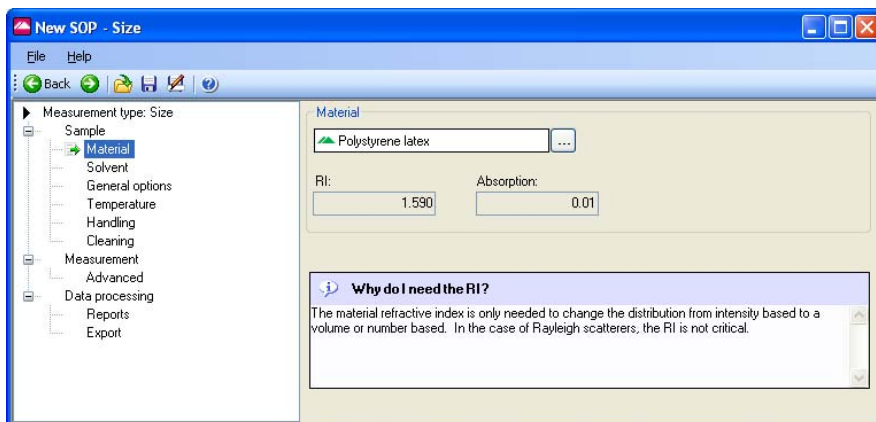 New SOP - Size
File Help
Back
Measurement type: Size
Sample
Material
Solvent
General options
Temperature
Handling
Cleaning
Measurement
Advanced
Data processing
Reports
Export
Material
Polystyrene latex ...
RI: Absorption:
1.590 0.01
Why do I need the RI?
The material refractive index is only needed to change the distribution from intensity based to a
volume or number based. In the case of Rayleigh scatterers, the RI is not critical.